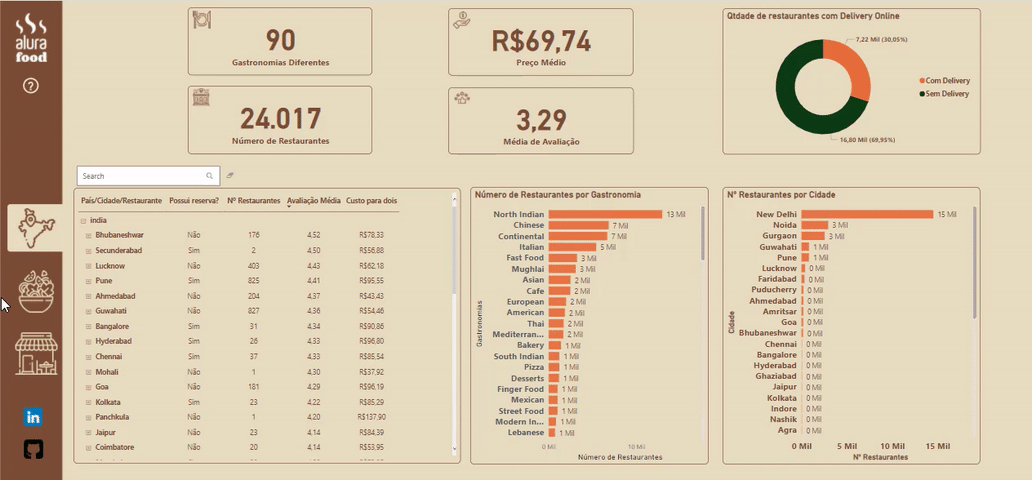 alura
food
?
90
Gastronomias Diferentes
R$69,74
Preço Médio
24.017
Número de Restaurantes
3,29
Média de Avaliação
Qtdade de restaurantes com Delivery Online
7,22 Mil (30,05%)
Com Delivery
Sem Delivery
16,80 Mil (69,95%)
Search
País/Cidade/Restaurante Possui reserva? Nº Restaurantes Avaliação Média Custo para dois
india
Bhubaneshwar Não 176 4,52 R$78,33
Secunderabad Sim 2 4,50 R$56,88
Lucknow Não 403 4,43 R$62,18
Pune Sim 825 4,41 R$95,55
Ahmedabad Não 204 4,37 R$43,43
Guwahati Não 827 4,36 R$54,46
Bangalore Sim 31 4,34 R$90,86
Hyderabad Sim 26 4,33 R$96,80
Chennai Sim 37 4,33 R$85,54
Mohali Não 1 4,30 R$37,92
Goa Não 181 4,29 R$96,19
Kolkata Sim 23 4,22 R$85,29
Panchkula Não 1 4,20 R$137,90
Jaipur Não 23 4,14 R$84,39
Coimbatore Não 20 4,14 R$53,95
Número de Restaurantes por Gastronomia
Gastronomias
North Indian 13 Mil
Chinese 7 Mil
Continental 7 Mil
Italian 5 Mil
Fast Food 3 Mil
Mughlai 3 Mil
Asian 2 Mil
Cafe 2 Mil
European 2 Mil
American 2 Mil
Thai 2 Mil
Mediterran... 2 Mil
Bakery 1 Mil
South Indian 1 Mil
Pizza 1 Mil
Desserts 1 Mil
Finger Food 1 Mil
Mexican 1 Mil
Street Food 1 Mil
Modern In... 1 Mil
Lebanese 1 Mil
0 Mil 10 Mil
Número de Restaurantes
N° Restaurantes por Cidade
Cidade
New Delhi 15 Mil
Noida 3 Mil
Gurgaon 3 Mil
Guwahati 1 Mil
Pune 1 Mil
Lucknow 0 Mil
Faridabad 0 Mil
Puducherry 0 Mil
Ahmedabad 0 Mil
Amritsar 0 Mil
Goa 0 Mil
Bhubaneshwar 0 Mil
Chennai 0 Mil
Bangalore 0 Mil
Hyderabad 0 Mil
Ghaziabad 0 Mil
Jaipur 0 Mil
Kolkata 0 Mil
Indore 0 Mil
Nashik 0 Mil
Agra 0 Mil
0 Mil 5 Mil 10 Mil 15 Mil
N° Restaurantes
in